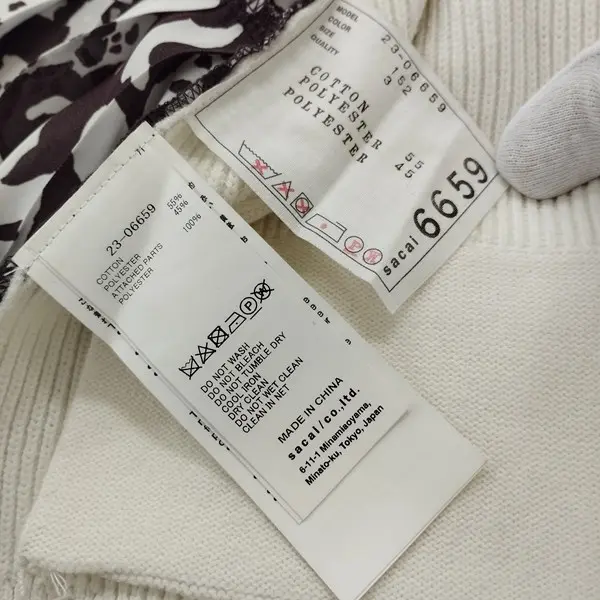 MODEL 23-06659
COLOR 152
SIZE 3
QUALITY
COTTON 55
POLYESTER 45
POLYESTER
sacai 6659
23-06659
COTTON 55%
POLYESTER 45%
ATTACHED PARTS
POLYESTER 100%
DO NOT WASH
DO NOT BLEACH
DO NOT TUMBLE DRY
COOL IRON
DRY CLEAN
DO NOT WET CLEAN
CLEAN IN NET
MADE IN CHINA
sacai/co.,ltd.
6-11-1 Minamiaoyama,
Minato-ku, Tokyo, Japan